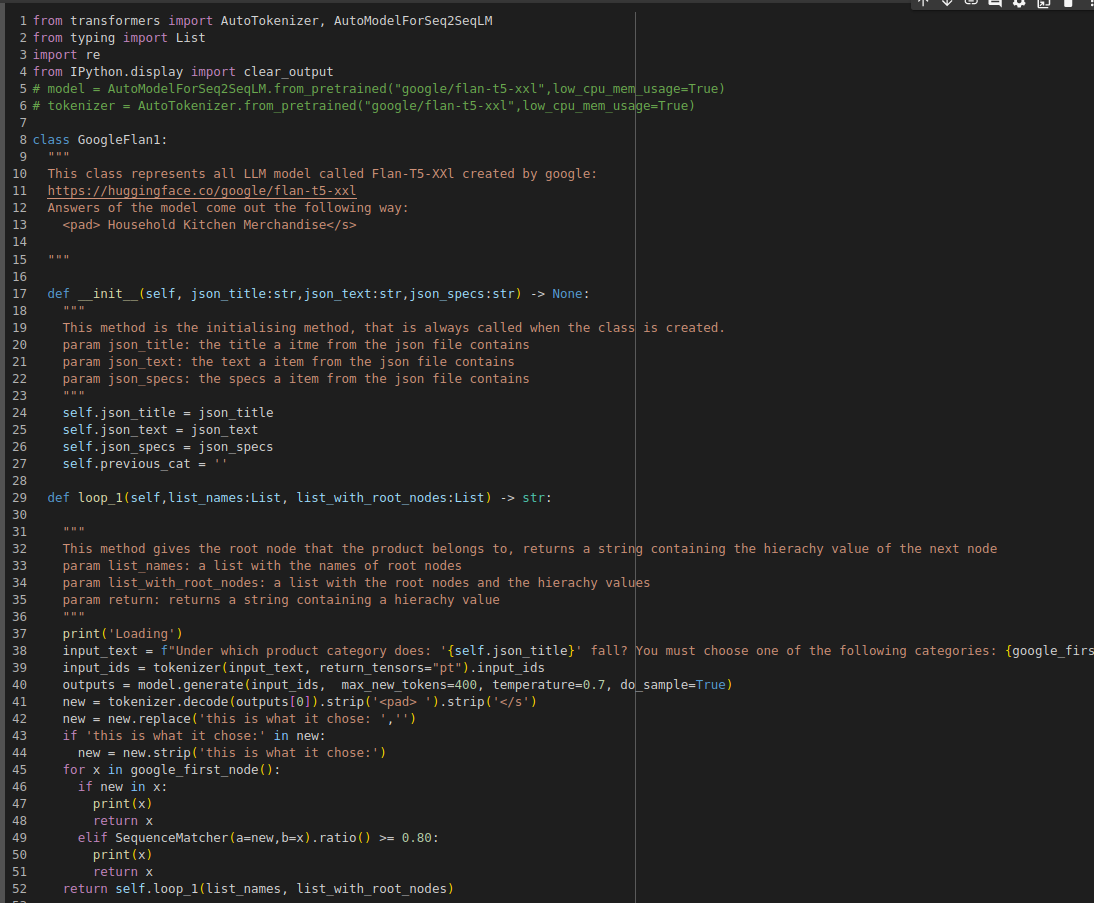 1 from transformers import AutoTokenizer, AutoModelForSeq2SeqLM
2 from typing import List
3 import re
4 from IPython.display import clear_output
5 # model = AutoModelForSeq2SeqLM.from_pretrained("google/flan-t5-xxl",low_cpu_mem_usage=True)
6 # tokenizer = AutoTokenizer.from_pretrained("google/flan-t5-xxl",low_cpu_mem_usage=True)
7
8 class GoogleFlan1:
9   """
10   This class represents all LLM model called Flan-T5-XXl created by google:
11   https://huggingface.co/google/flan-t5-xxl
12   Answers of the model come out the following way:
13     <pad> Household Kitchen Merchandise</s>
14
15   """
16
17   def __init__(self, json_title:str,json_text:str,json_specs:str) -> None:
18     """
19     This method is the initialising method, that is always called when the class is created.
20     param json_title: the title a itme from the json file contains
21     param json_text: the text a item from the json file contains
22     param json_specs: the specs a item from the json file contains
23     """
24     self.json_title = json_title
25     self.json_text = json_text
26     self.json_specs = json_specs
27     self.previous_cat = ''
28
29   def loop_1(self,list_names:List, list_with_root_nodes:List) -> str:
30
31     """
32     This method gives the root node that the product belongs to, returns a string containing the hierachy value of the next node
33     param list_names: a list with the names of root nodes
34     param list_with_root_nodes: a list with the root nodes and the hierachy values
35     param return: returns a string containing a hierachy value
36     """
37     print('Loading')
38     input_text = f"Under which product category does: '{self.json_title}' fall? You must choose one of the following categories: {google_firs
39     input_ids = tokenizer(input_text, return_tensors="pt").input_ids
40     outputs = model.generate(input_ids,  max_new_tokens=400, temperature=0.7, do_sample=True)
41     new = tokenizer.decode(outputs[0]).strip('<pad> ').strip('</s')
42     new = new.replace('this is what it chose: ','')
43     if 'this is what it chose:' in new:
44       new = new.strip('this is what it chose:')
45     for x in google_first_node():
46       if new in x:
47         print(x)
48         return x
49       elif SequenceMatcher(a=new,b=x).ratio() >= 0.80:
50         print(x)
51         return x
52     return self.loop_1(list_names, list_with_root_nodes)